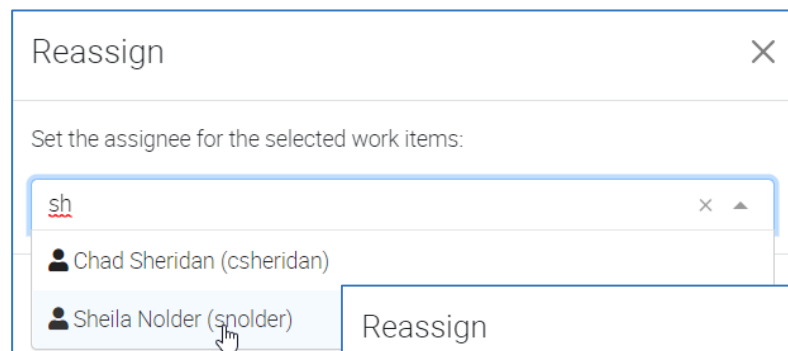 Reassign
Set the assignee for the selected work items:
sh
Chad Sheridan (csheridan)
Sheila Nolder (snolder)
Reassign